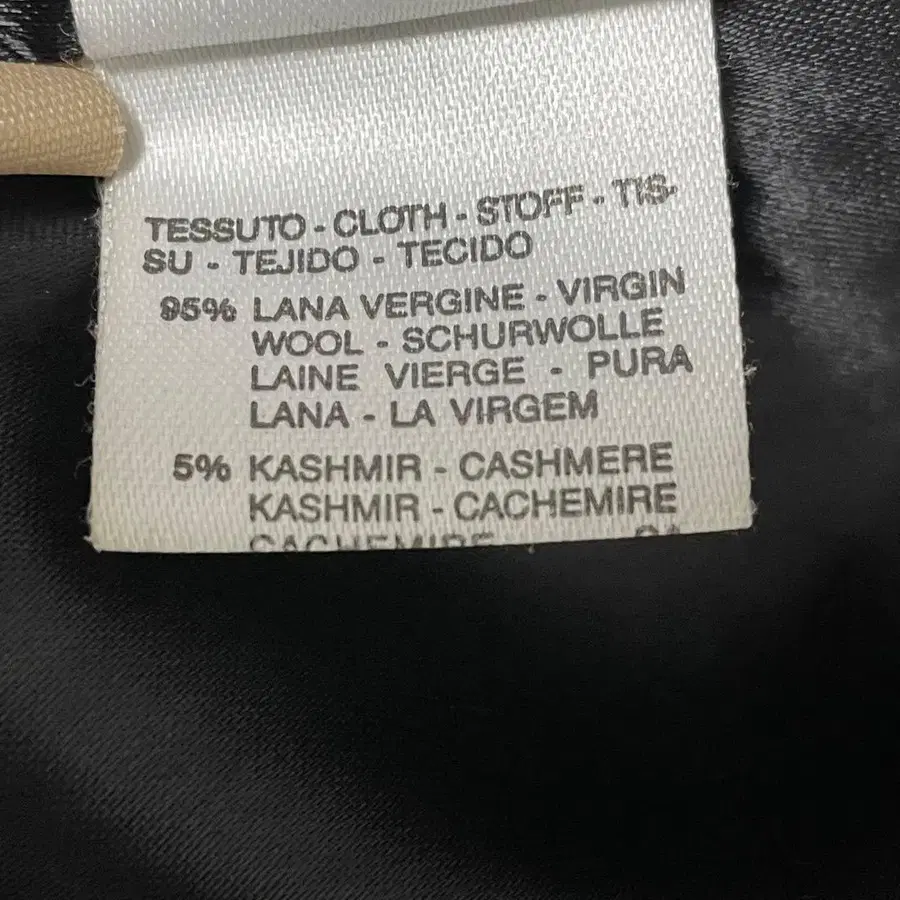 TESSUTO - CLOTH - STOFF - TIS-
SU - TEJIDO - TECIDO
95% LANA VERGINE - VIRGIN
WOOL - SCHURWOLLE
LAINE VIERGE - PURA
LANA - LA VIRGEM
5% KASHMIR - CASHMERE
KASHMIR - CACHEMIRE
CACHEMIRE